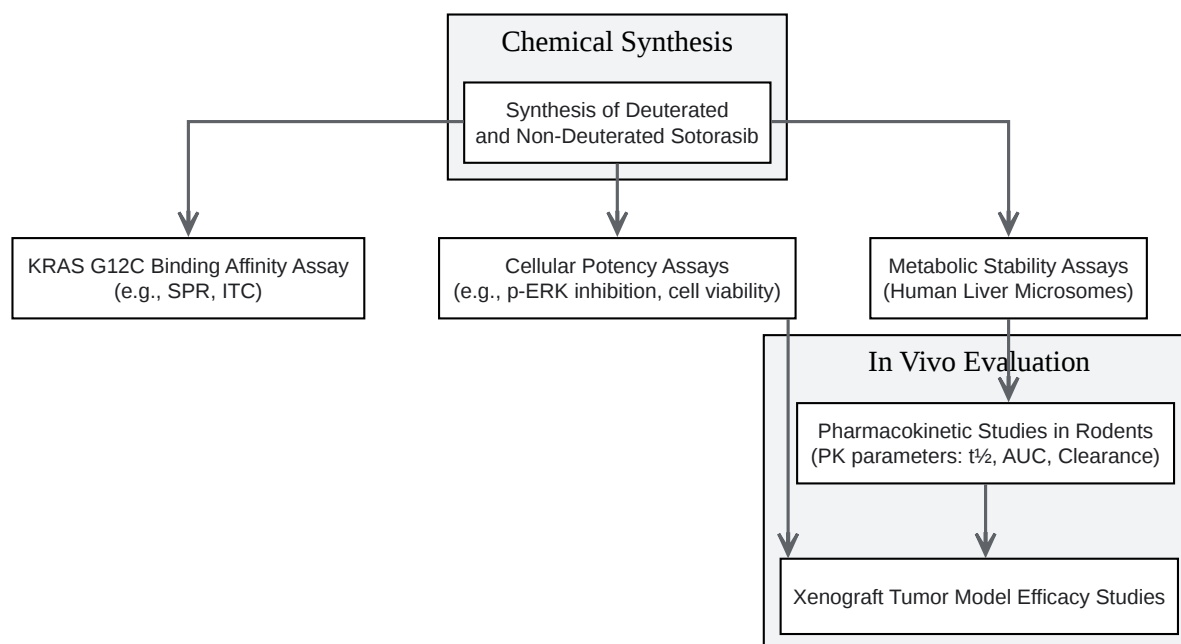 Chemical Synthesis
Synthesis of Deuterated
and Non-Deuterated Sotorasib
KRAS G12C Binding Affinity Assay
(e.g., SPR, ITC)
Cellular Potency Assays
(e.g., p-ERK inhibition, cell viability)
Metabolic Stability Assays
(Human Liver Microsomes)
In Vivo Evaluation
Pharmacokinetic Studies in Rodents
(PK parameters: t½, AUC, Clearance)
Xenograft Tumor Model Efficacy Studies